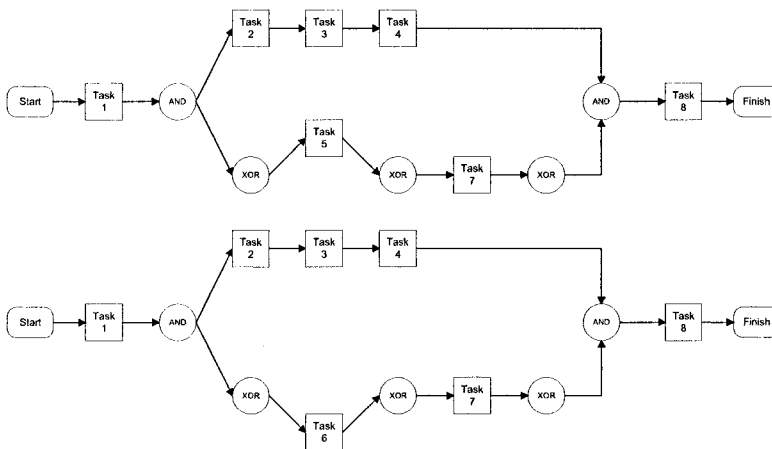 Task
2
Task
3
Task
4
Start
Task
1
AND
AND
Task
8
Finish
Task
5
XOR
XOR
Task
7
XOR
Task
2
Task
3
Task
4
Start
Task
1
AND
AND
Task
8
Finish
XOR
XOR
Task
7
XOR
Task
6